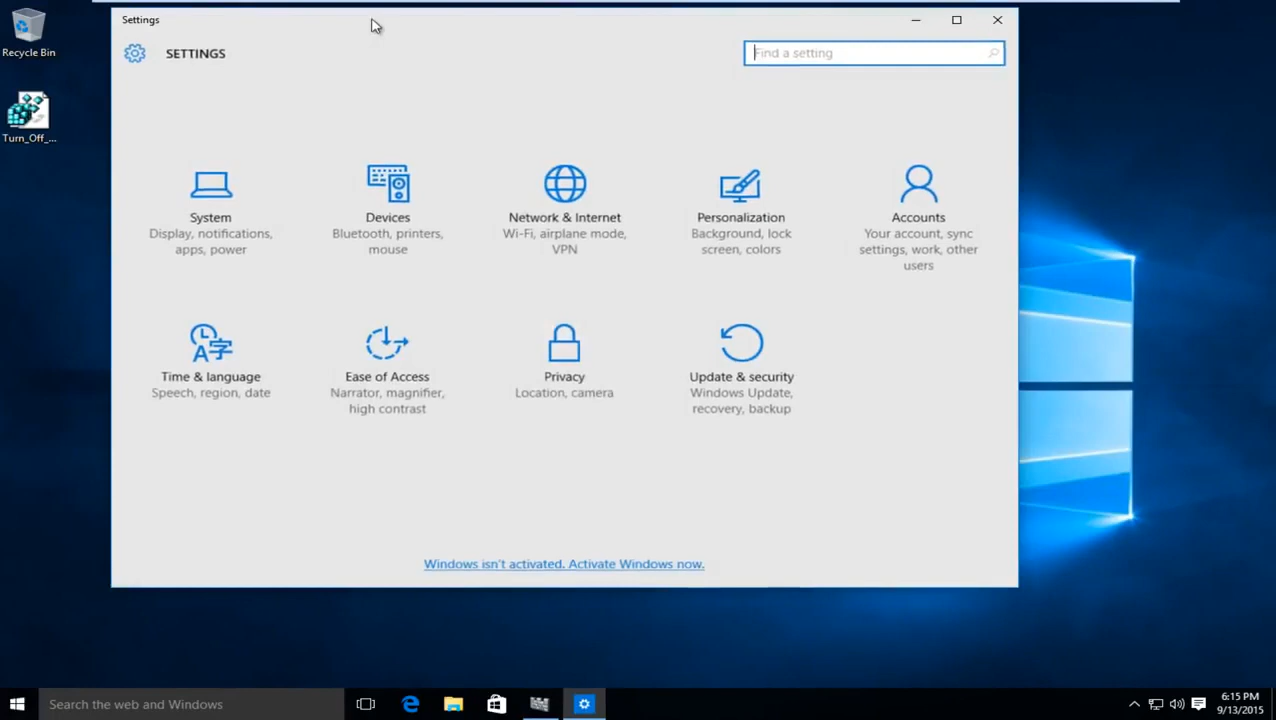 Settings
SETTINGS
Find a setting
Recycle Bin
Turn_Off_...
System
Display, notifications,
apps, power
Devices
Bluetooth, printers,
mouse
Network & Internet
Wi-Fi, airplane mode,
VPN
Personalization
Background, lock
screen, colors
Accounts
Your account, sync
settings, work, other
users
Time & language
Speech, region, date
Ease of Access
Narrator, magnifier,
high contrast
Privacy
Location, camera
Update & security
Windows Update,
recovery, backup
Windows isn't activated. Activate Windows now.
Search the web and Windows
6:15 PM
9/13/2015